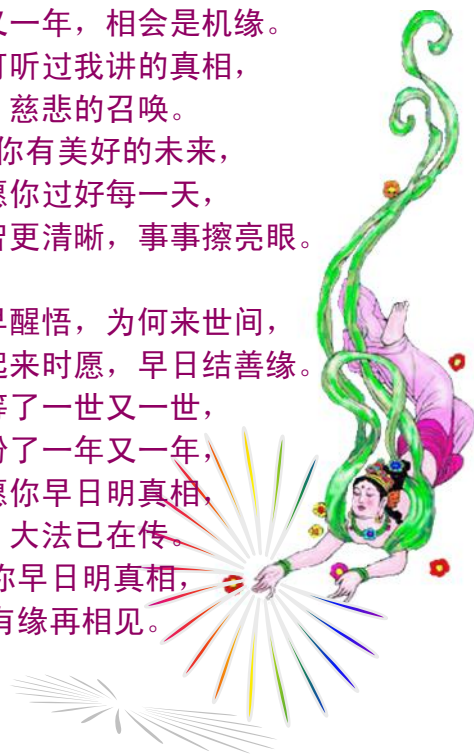 又一年，相会是机缘。
可听过我讲的真相，
慈悲的召唤。
你有美好的未来，
愿你过好每一天，
智更清晰，事事擦亮眼。
早醒悟，为何来世间，
起来时愿，早日结善缘。
等了一世又一世，
盼了一年又一年，
愿你早日明真相，
大法已在传。
你早日明真相，
有缘再相见。